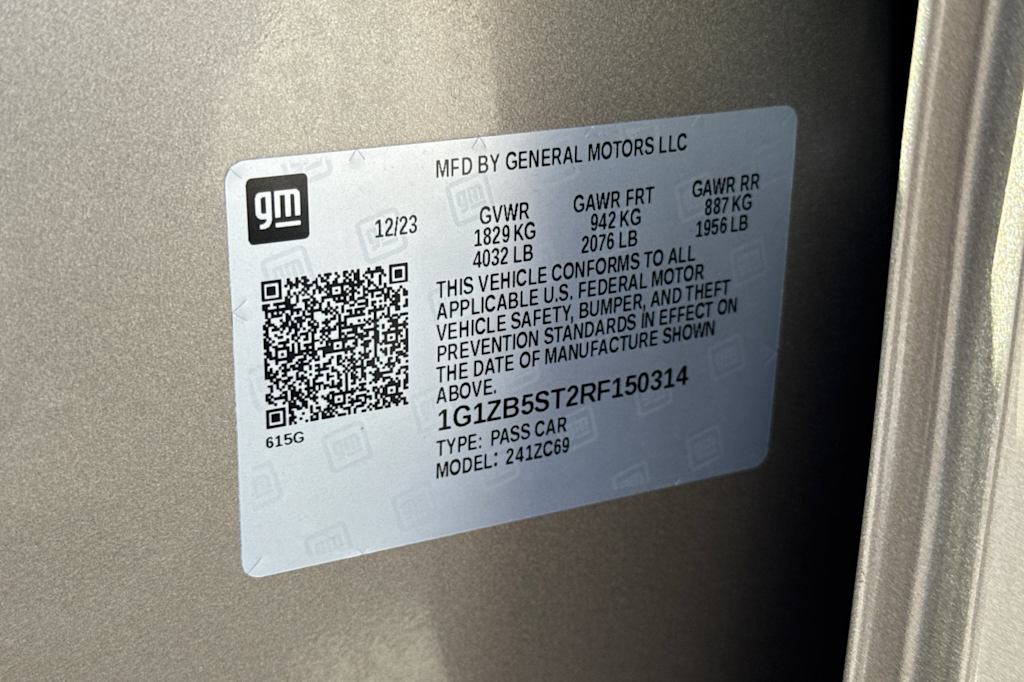 MFD BY GENERAL MOTORS LLC
gm
12/23
GVWR
1829 KG
4032 LB
GAWR FRT
942 KG
2076 LB
GAWR RR
887 KG
1956 LB
THIS VEHICLE CONFORMS TO ALL
APPLICABLE U.S. FEDERAL MOTOR
VEHICLE SAFETY, BUMPER, AND THEFT
PREVENTION STANDARDS IN EFFECT ON
THE DATE OF MANUFACTURE SHOWN
ABOVE.
1G1ZB5ST2RF150314
TYPE: PASS CAR
MODEL: 241ZC69
615G